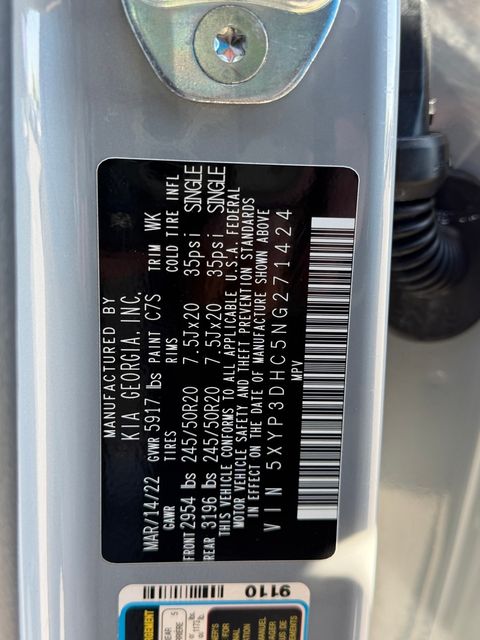 MANUFACTURED BY
KIA GEORGIA, INC.
MAR/14/22 GVWR 5917 lbs PAINT C7S TRIM WK
GAWR TIRES RIMS COLD TIRE INFL
FRONT 2954 lbs 245/50R20 7.5Jx20 35psi SINGLE
REAR 3196 lbs 245/50R20 7.5Jx20 35psi SINGLE
THIS VEHICLE CONFORMS TO ALL APPLICABLE U.S.A. FEDERAL
MOTOR VEHICLE SAFETY AND THEFT PREVENTION STANDARDS
IN EFFECT ON THE DATE OF MANUFACTURE SHOWN ABOVE
VIN 5XYP3DHC5NG271424
MPV
9110
MANUAL